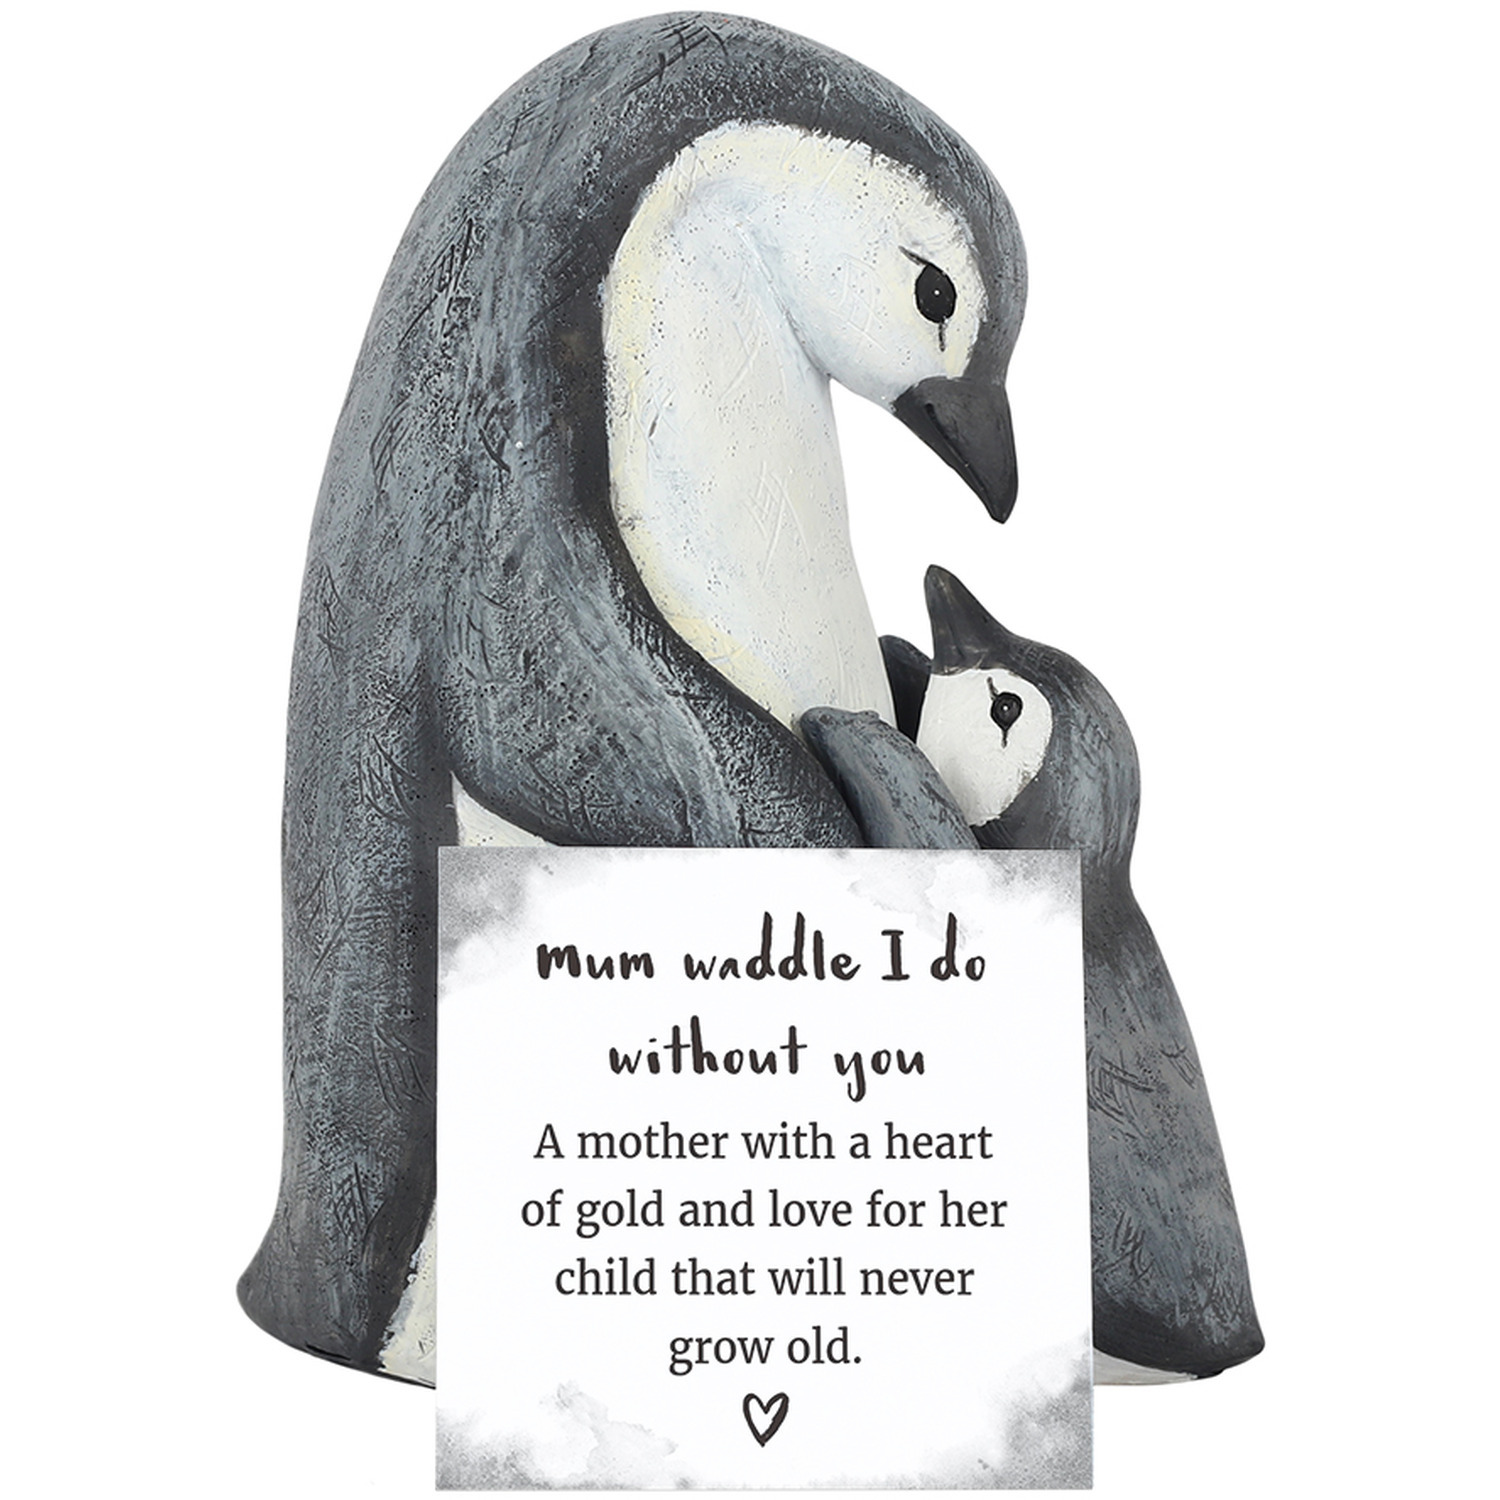 mum waddle I do
without you
A mother with a heart
of gold and love for her
child that will never
grow old.